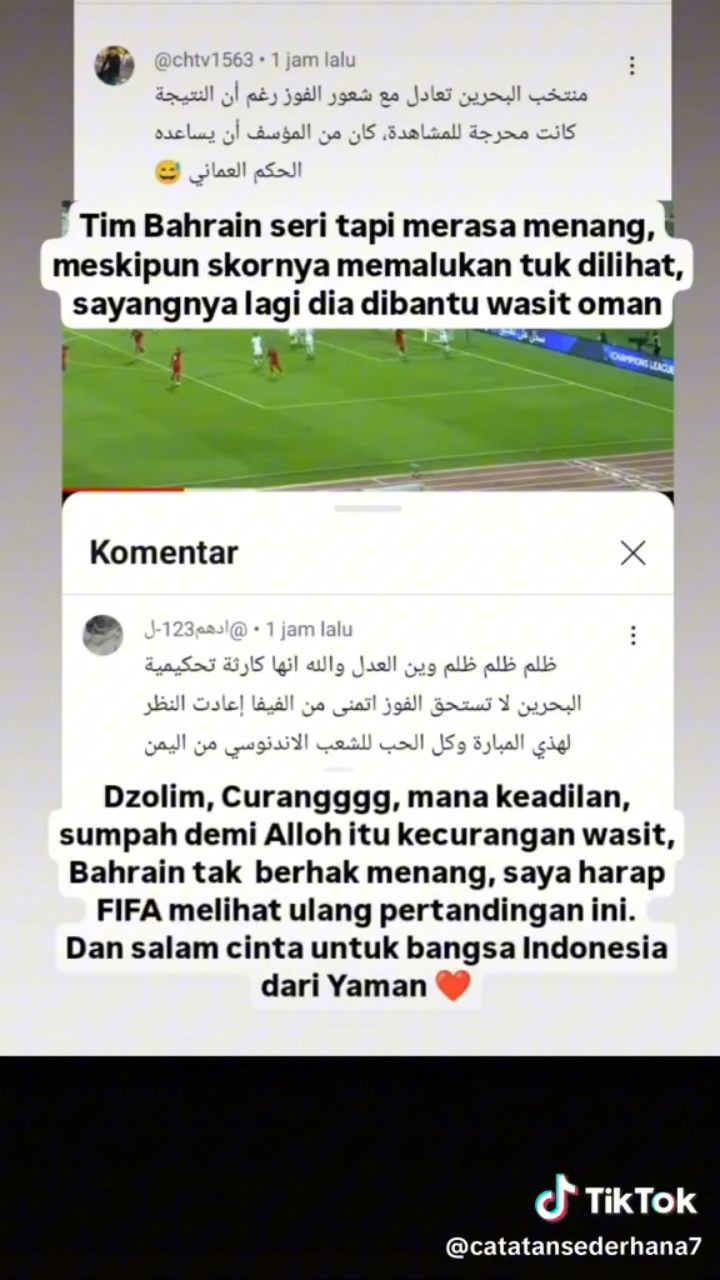 @chtv1563 • 1 jam lalu
منتخب البحرين تعادل مع شعور الفوز رغم أن النتيجة
كانت محرجة للمشاهدة، كان من المؤسف أن يساعده
الحكم العماني 😅
Tim Bahrain seri tapi merasa menang,
meskipun skornya memalukan tuk dilihat,
sayangnya lagi dia dibantu wasit oman
CHAMPIONS LEAGUE
Komentar
@ادهم123-ل • 1 jam lalu
ظلم ظلم ظلم وين العدل والله انها كارثة تحكيمية
البحرين لا تستحق الفوز اتمنى من الفيفا إعادت النظر
لهذي المبارة وكل الحب للشعب الاندنوسي من اليمن
Dzolim, Curangggg, mana keadilan,
sumpah demi Alloh itu kecurangan wasit,
Bahrain tak berhak menang, saya harap
FIFA melihat ulang pertandingan ini.
Dan salam cinta untuk bangsa Indonesia
dari Yaman ❤️
TikTok
@catatansederhana7